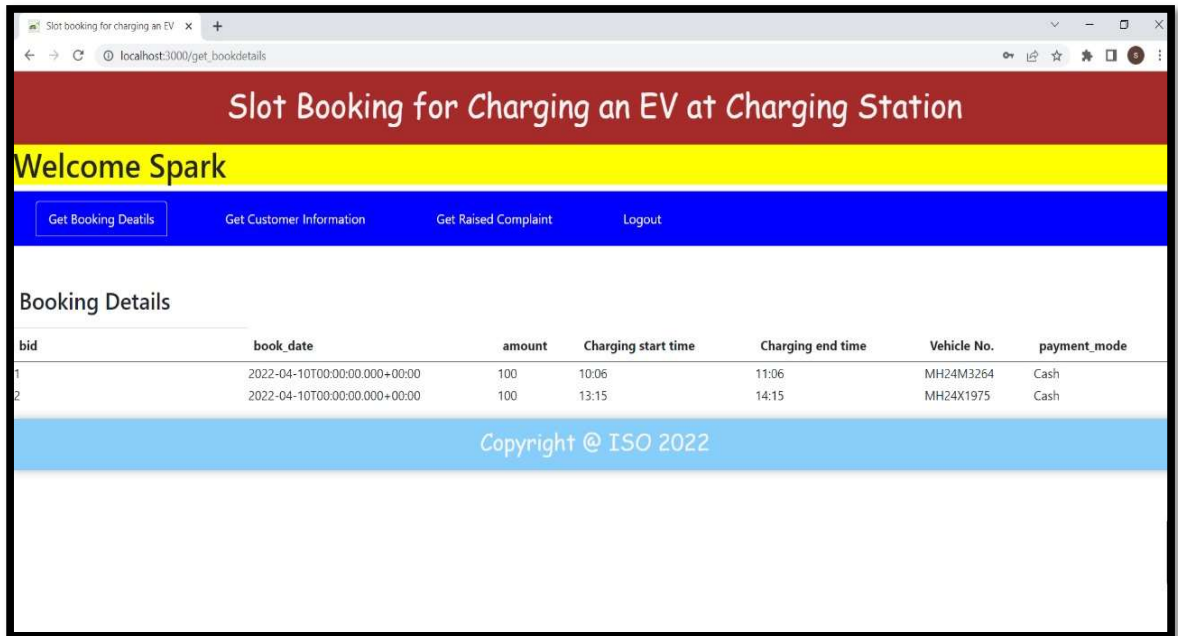 Slot booking for charging an EV
localhost:3000/get_bookdetails
S
Slot Booking for Charging an EV at Charging Station
Welcome Spark
Get Booking Deatils Get Customer Information Get Raised Complaint Logout
Booking Details
bid book_date amount Charging start time Charging end time Vehicle No. payment_mode
1 2022-04-10T00:00:00.000+00:00 100 10:06 11:06 MH24M3264 Cash
2 2022-04-10T00:00:00.000+00:00 100 13:15 14:15 MH24X1975 Cash
Copyright @ ISO 2022